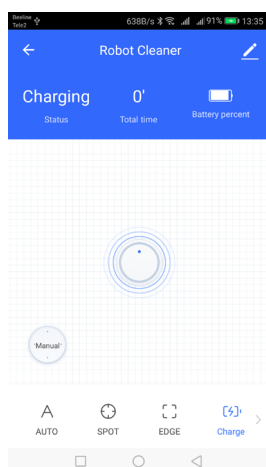 Beeline
Tele2
638B/s
91%
13:35
Robot Cleaner
Charging
0'
Status
Total time
Battery percent
Manual
A
AUTO
SPOT
EDGE
Charge